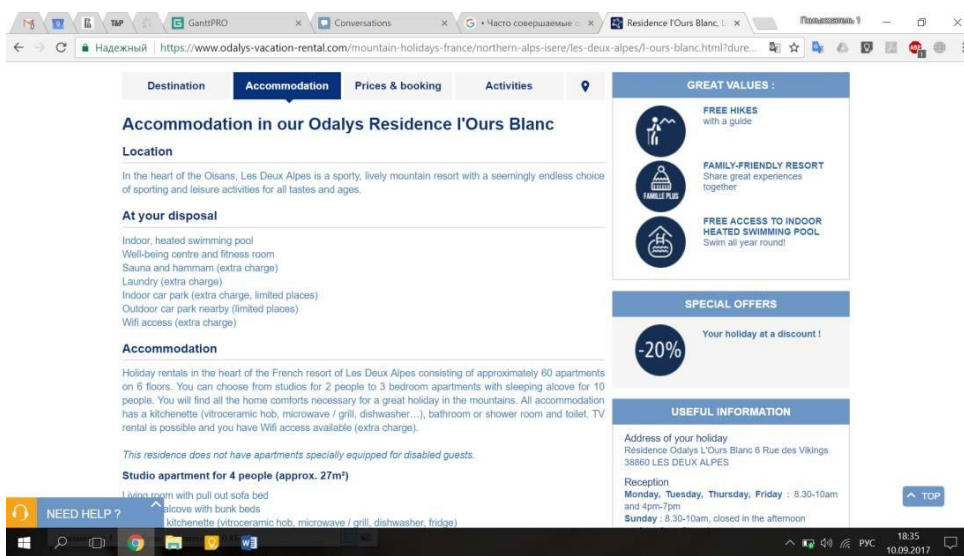 GanttPRO
Conversations
G • Часто совершаемые о
Residence l'Ours Blanc, L
Пользователь 1
Надежный
https://www.odalys-vacation-rental.com/mountain-holidays-france/northern-alps-isere/les-deux-alpes/l-ours-blanc.html?dure...
Destination
Accommodation
Prices & booking
Activities
Accommodation in our Odalys Residence l'Ours Blanc
Location
In the heart of the Oisans, Les Deux Alpes is a sporty, lively mountain resort with a seemingly endless choice
of sporting and leisure activities for all tastes and ages.
At your disposal
Indoor, heated swimming pool
Well-being centre and fitness room
Sauna and hammam (extra charge)
Laundry (extra charge)
Indoor car park (extra charge, limited places)
Outdoor car park nearby (limited places)
Wifi access (extra charge)
Accommodation
Holiday rentals in the heart of the French resort of Les Deux Alpes consisting of approximately 60 apartments
on 6 floors. You can choose from studios for 2 people to 3 bedroom apartments with sleeping alcove for 10
people. You will find all the home comforts necessary for a great holiday in the mountains. All accommodation
has a kitchenette (vitroceramic hob, microwave / grill, dishwasher…), bathroom or shower room and toilet. TV
rental is possible and you have Wifi access available (extra charge).
This residence does not have apartments specially equipped for disabled guests.
Studio apartment for 4 people (approx. 27m²)
Living room with pull out sofa bed
alcove with bunk beds
kitchenette (vitroceramic hob, microwave / grill, dishwasher, fridge)
GREAT VALUES :
FREE HIKES
with a guide
FAMILLE PLUS
FAMILY-FRIENDLY RESORT
Share great experiences
together
FREE ACCESS TO INDOOR
HEATED SWIMMING POOL
Swim all year round!
SPECIAL OFFERS
-20%
Your holiday at a discount !
USEFUL INFORMATION
Address of your holiday
Résidence Odalys L'Ours Blanc 6 Rue des Vikings
38860 LES DEUX ALPES
Reception
Monday, Tuesday, Thursday, Friday : 8.30-10am
and 4pm-7pm
Sunday : 8.30-10am, closed in the afternoon
TOP
NEED HELP ?
РУС
18:35
10.09.2017